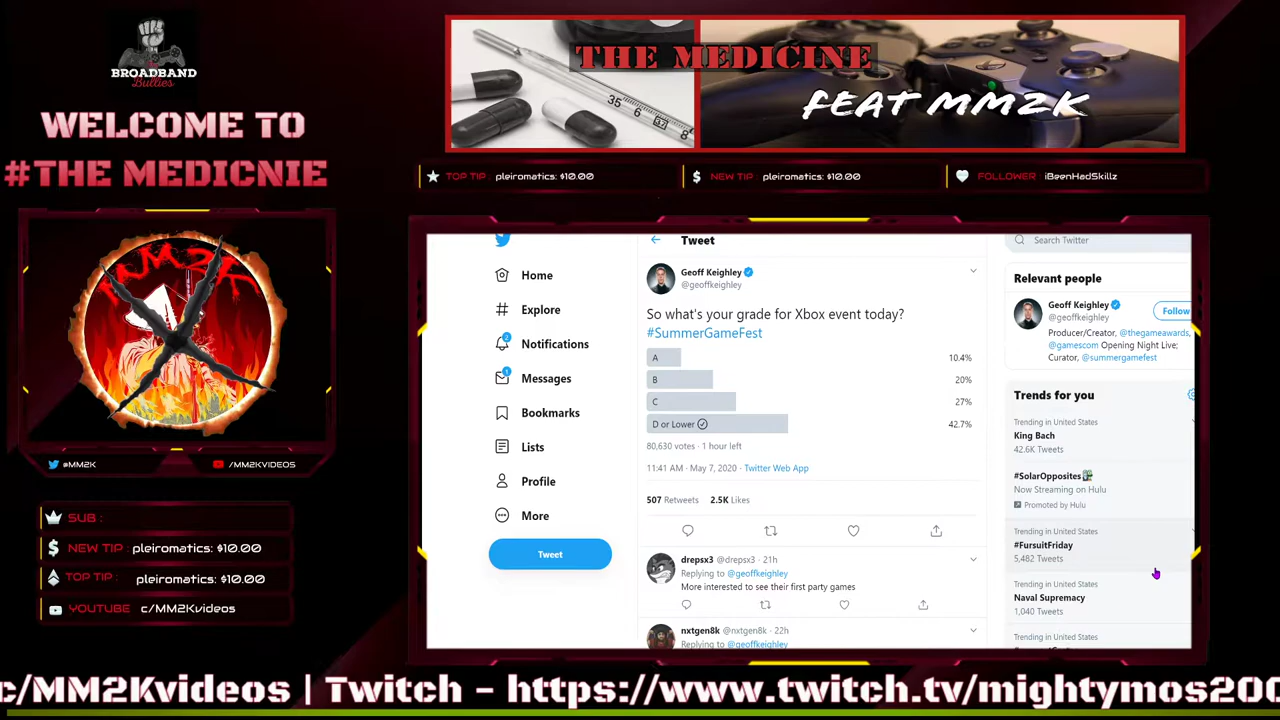 BROADBAND
Bullies
WELCOME TO
#THE MEDICNIE
MM2K
@MM2K
/MM2KVIDEOS
SUB :
NEW TIP : pleiromatics: $10.00
TOP TIP : pleiromatics: $10.00
YOUTUBE c/MM2Kvideos
THE MEDICINE
FEAT MM2K
35
6
37
8
TOP TIP : pleiromatics: $10.00
NEW TIP : pleiromatics: $10.00
FOLLOWER : iBeenHadSkillz
Home
Explore
2
Notifications
1
Messages
Bookmarks
Lists
Profile
More
Tweet
Tweet
Geoff Keighley
@geoffkeighley
So what's your grade for Xbox event today?
#SummerGameFest
A 10.4%
B 20%
C 27%
D or Lower 42.7%
80,630 votes · 1 hour left
11:41 AM · May 7, 2020 · Twitter Web App
507 Retweets 2.5K Likes
drepsx3 @drepsx3 · 21h
Replying to @geoffkeighley
More interested to see their first party games
nxtgen8k @nxtgen8k · 22h
Replying to @geoffkeighley
Search Twitter
Relevant people
Geoff Keighley
@geoffkeighley
Follow
Producer/Creator, @thegameawards,
@gamescom Opening Night Live;
Curator, @summergamefest
Trends for you
Trending in United States
King Bach
42.6K Tweets
#SolarOpposites
Now Streaming on Hulu
Promoted by Hulu
Trending in United States
#FursuitFriday
5,482 Tweets
Trending in United States
Naval Supremacy
1,040 Tweets
Trending in United States
c/MM2Kvideos | Twitch - https://www.twitch.tv/mightymos200